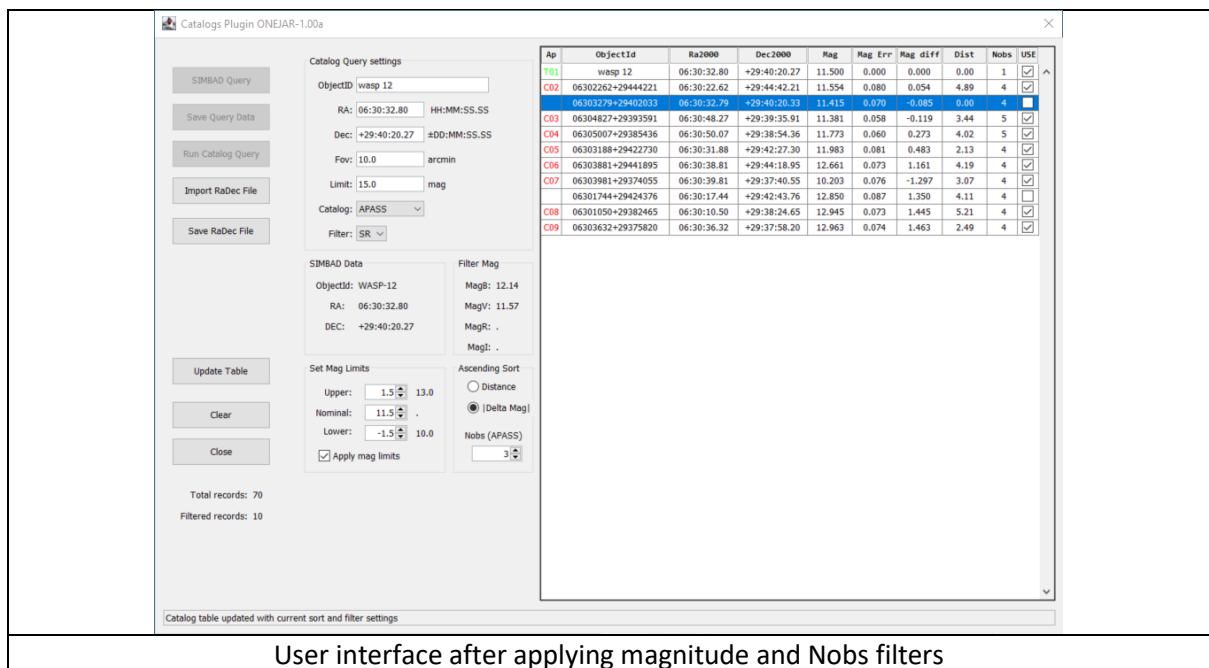 Catalogs Plugin ONEJAR-1.00a
SIMBAD Query
Save Query Data
Run Catalog Query
Import RaDec File
Save RaDec File
Update Table
Clear
Close
Total records: 70
Filtered records: 10
Catalog Query settings
ObjectID wasp 12
RA: 06:30:32.80 HH:MM:SS.SS
Dec: +29:40:20.27 ±DD:MM:SS.SS
Fov: 10.0 arcmin
Limit: 15.0 mag
Catalog: APASS
Filter: SR
SIMBAD Data
ObjectId: WASP-12
RA: 06:30:32.80
DEC: +29:40:20.27
Filter Mag
MagB: 12.14
MagV: 11.57
MagR: .
MagI: .
Set Mag Limits
Upper: 1.5 13.0
Nominal: 11.5 .
Lower: -1.5 10.0
Apply mag limits
Ascending Sort
Distance
|Delta Mag|
Nobs (APASS)
3
Ap ObjectId Ra2000 Dec2000 Mag Mag Err Mag diff Dist Nobs USE
T01 wasp 12 06:30:32.80 +29:40:20.27 11.500 0.000 0.000 0.00 1
C02 06302262+29444221 06:30:22.62 +29:44:42.21 11.554 0.080 0.054 4.89 4
06303279+29402033 06:30:32.79 +29:40:20.33 11.415 0.070 -0.085 0.00 4
C03 06304827+29393591 06:30:48.27 +29:39:35.91 11.381 0.058 -0.119 3.44 5
C04 06305007+29385436 06:30:50.07 +29:38:54.36 11.773 0.060 0.273 4.02 5
C05 06303188+29422730 06:30:31.88 +29:42:27.30 11.983 0.081 0.483 2.13 4
C06 06303881+29441895 06:30:38.81 +29:44:18.95 12.661 0.073 1.161 4.19 4
C07 06303981+29374055 06:30:39.81 +29:37:40.55 10.203 0.076 -1.297 3.07 4
06301744+29424376 06:30:17.44 +29:42:43.76 12.850 0.087 1.350 4.11 4
C08 06301050+29382465 06:30:10.50 +29:38:24.65 12.945 0.073 1.445 5.21 4
C09 06303632+29375820 06:30:36.32 +29:37:58.20 12.963 0.074 1.463 2.49 4
Catalog table updated with current sort and filter settings
User interface after applying magnitude and Nobs filters